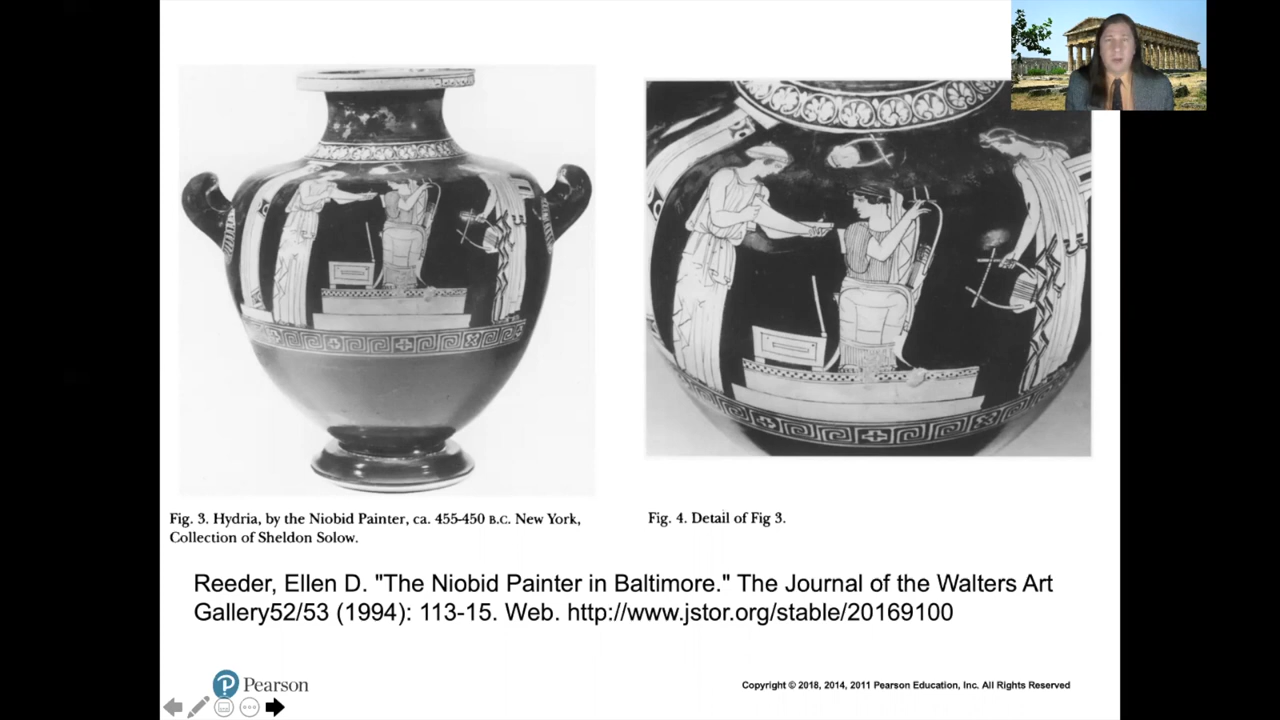 Fig. 3. Hydria, by the Niobid Painter, ca. 455-450 B.C. New York,
Collection of Sheldon Solow.
Fig. 4. Detail of Fig 3.
Reeder, Ellen D. "The Niobid Painter in Baltimore." The Journal of the Walters Art
Gallery52/53 (1994): 113-15. Web. http://www.jstor.org/stable/20169100
P Pearson
Copyright © 2018, 2014, 2011 Pearson Education, Inc. All Rights Reserved